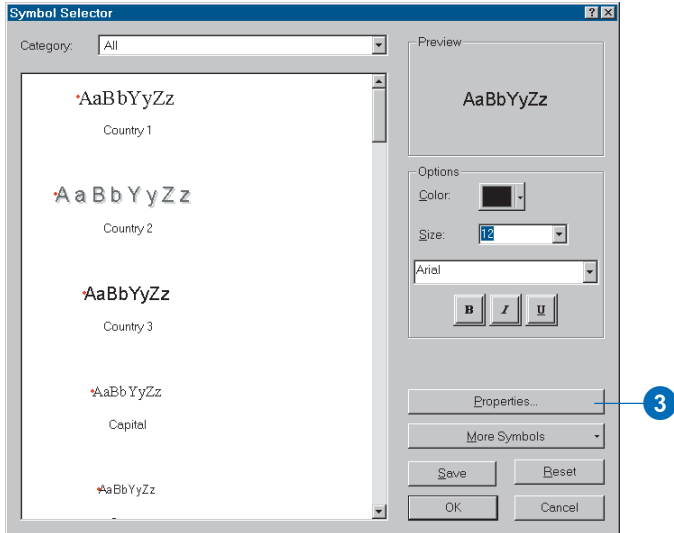 Symbol Selector
? X
Category: All
AaBbYyZz
Country 1
AaBbYyZz
Country 2
AaBbYyZz
Country 3
AaBbYyZz
Capital
AaBbYyZz
Preview
AaBbYyZz
Options
Color:
Size: 12
Arial
B I U
Properties...
3
More Symbols
Save Reset
OK Cancel